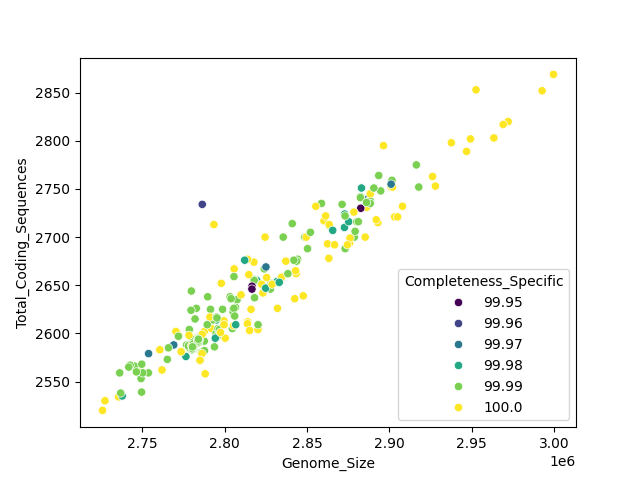 2850
2800
2750
2700
2650
2600
2550
Total_Coding_Sequences
Completeness_Specific
99.95
99.96
99.97
99.98
99.99
100.0
2.75 2.80 2.85 2.90 2.95 3.00
1e6
Genome_Size